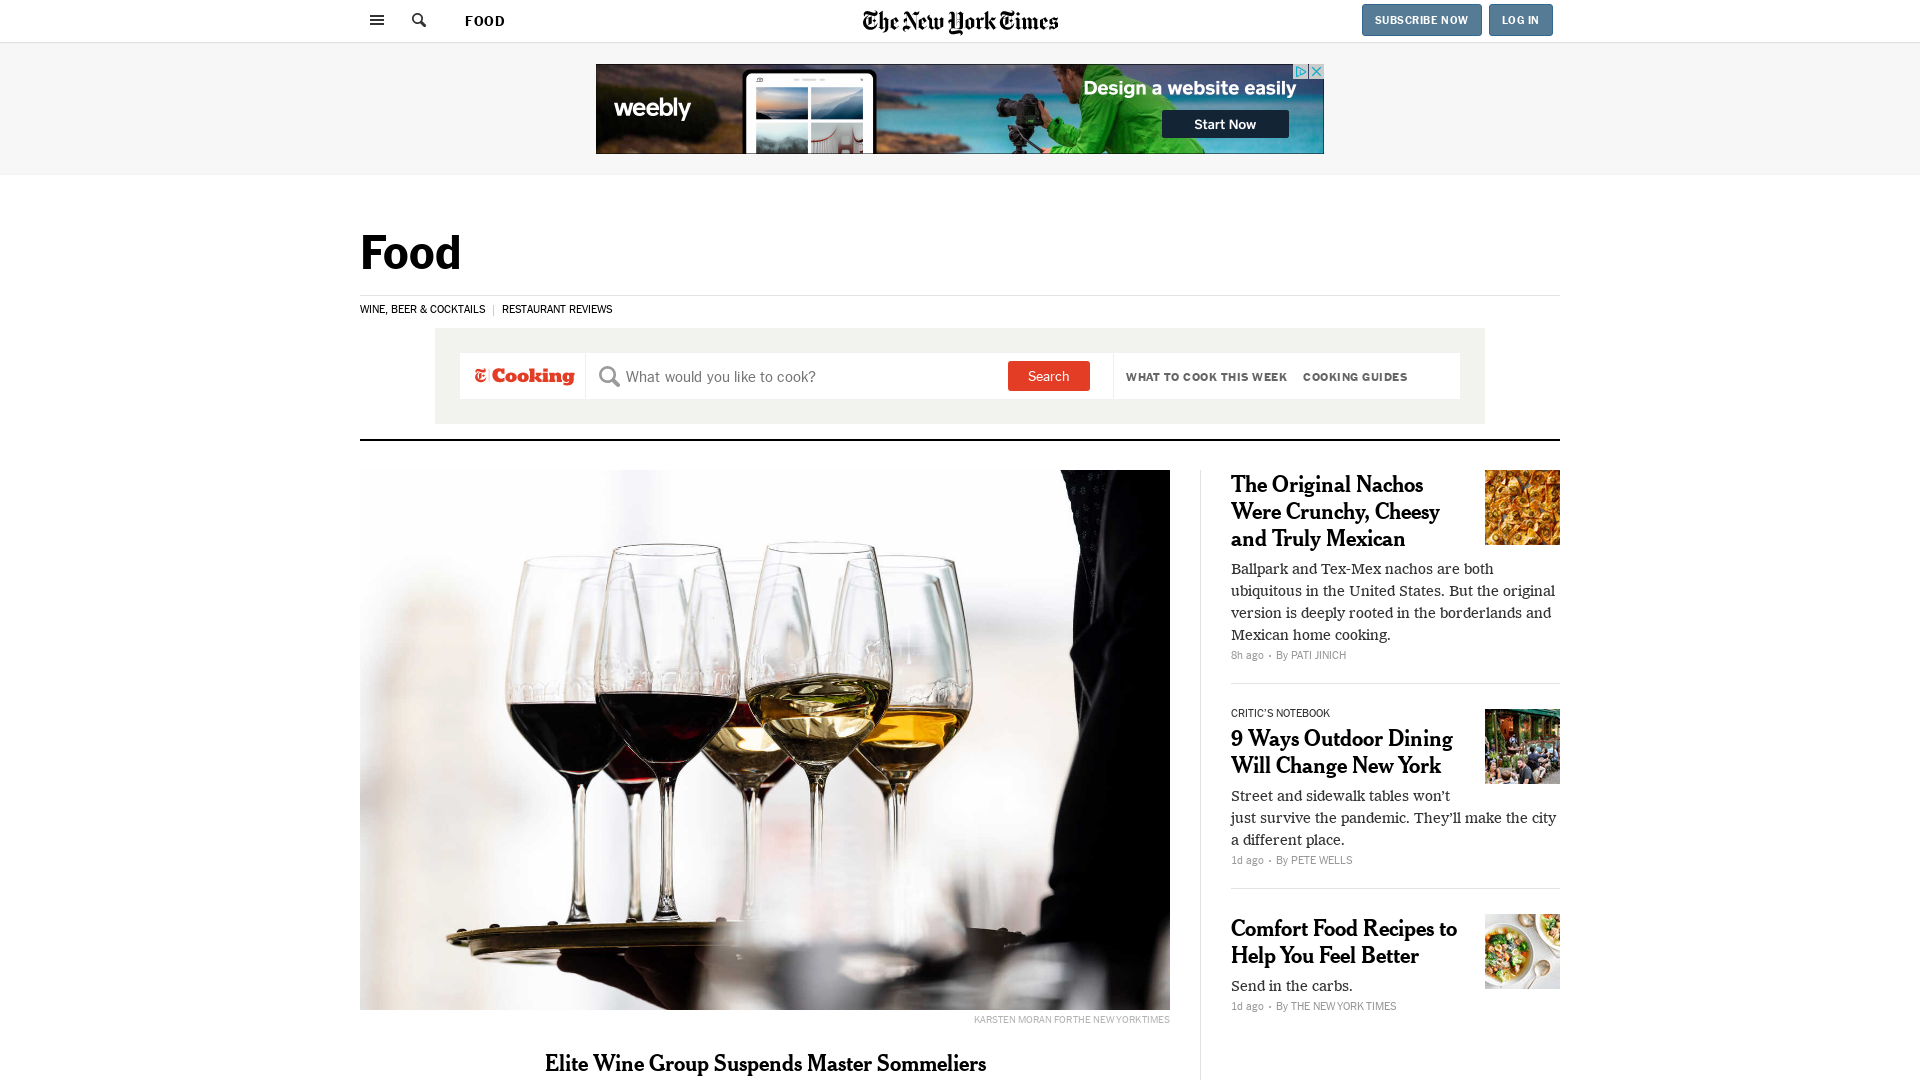 FOOD
The New York Times
SUBSCRIBE NOW
LOG IN
weebly
Design a website easily
Start Now
Food
WINE, BEER & COCKTAILS
RESTAURANT REVIEWS
Cooking
What would you like to cook?
Search
WHAT TO COOK THIS WEEK
COOKING GUIDES
KARSTEN MORAN FOR THE NEW YORK TIMES
Elite Wine Group Suspends Master Sommeliers
The Original Nachos
Were Crunchy, Cheesy
and Truly Mexican
Ballpark and Tex-Mex nachos are both
ubiquitous in the United States. But the original
version is deeply rooted in the borderlands and
Mexican home cooking.
8h ago • By PATI JINICH
CRITIC'S NOTEBOOK
9 Ways Outdoor Dining
Will Change New York
Street and sidewalk tables won't
just survive the pandemic. They'll make the city
a different place.
1d ago • By PETE WELLS
Comfort Food Recipes to
Help You Feel Better
Send in the carbs.
1d ago • By THE NEW YORK TIMES